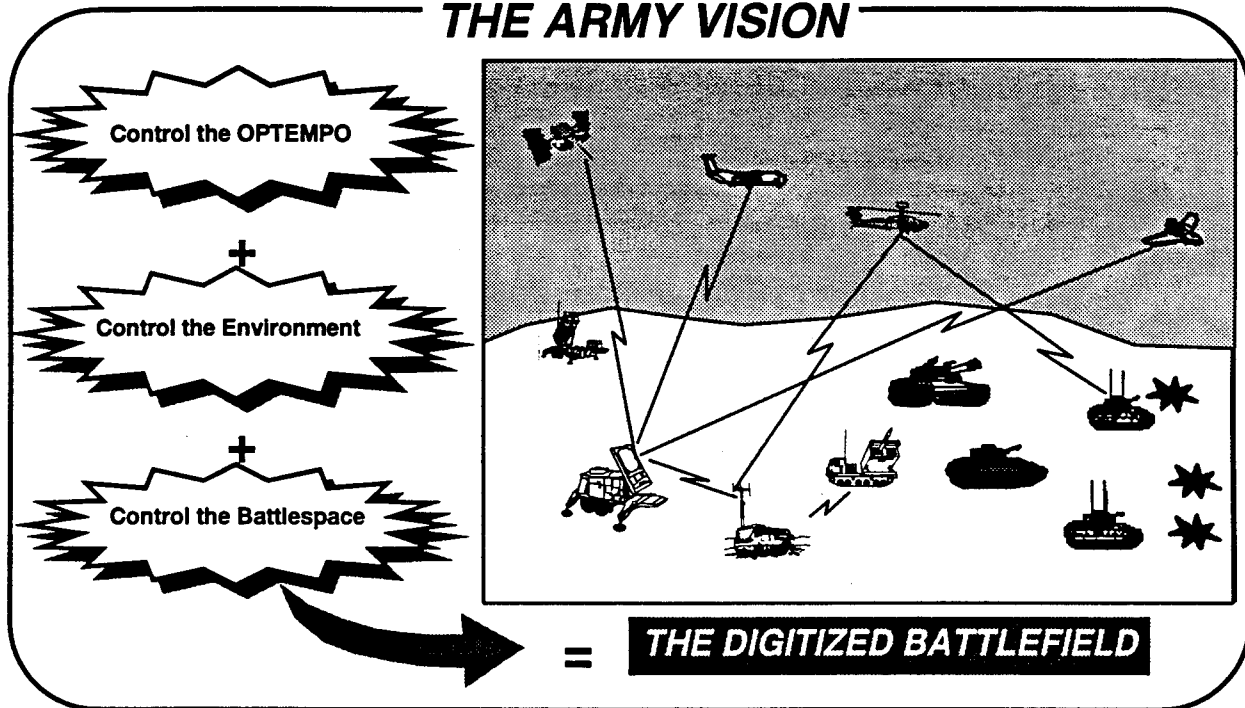 THE ARMY VISION
Control the OPTEMPO
+
Control the Environment
+
Control the Battlespace
= THE DIGITIZED BATTLEFIELD